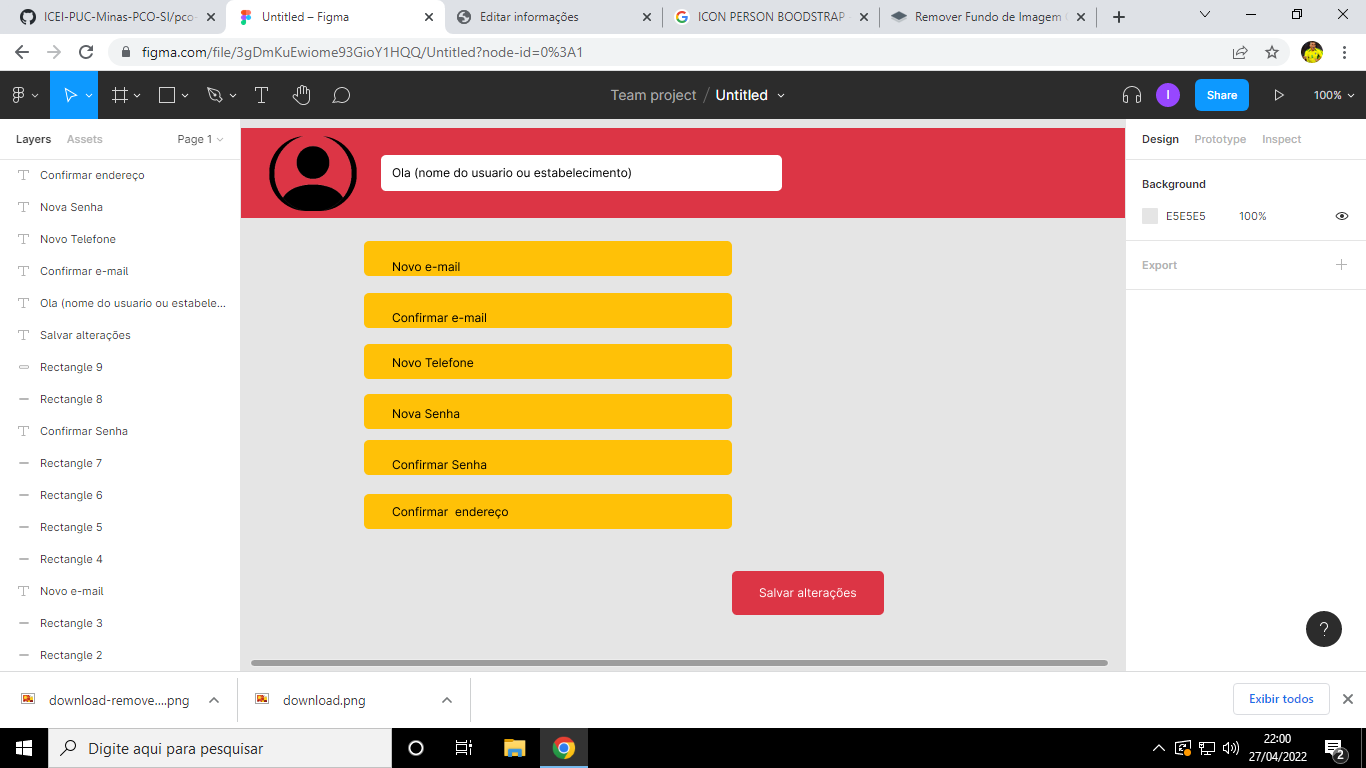 ICEI-PUC-Minas-PCO-SI/pco-
Untitled – Figma
Editar informações
ICON PERSON BOODSTRAP
Remover Fundo de Imagem
figma.com/file/3gDmKuEwiome93GioY1HQQ/Untitled?node-id=0%3A1
Team project / Untitled
I
Share
100%
Layers
Assets
Page 1
Confirmar endereço
Nova Senha
Novo Telefone
Confirmar e-mail
Ola (nome do usuario ou estabele...
Salvar alterações
Rectangle 9
Rectangle 8
Confirmar Senha
Rectangle 7
Rectangle 6
Rectangle 5
Rectangle 4
Novo e-mail
Rectangle 3
Rectangle 2
Ola (nome do usuario ou estabelecimento)
Novo e-mail
Confirmar e-mail
Novo Telefone
Nova Senha
Confirmar Senha
Confirmar  endereço
Salvar alterações
Design
Prototype
Inspect
Background
E5E5E5
100%
Export
?
download-remove....png
download.png
Exibir todos
Digite aqui para pesquisar
22:00
27/04/2022
2